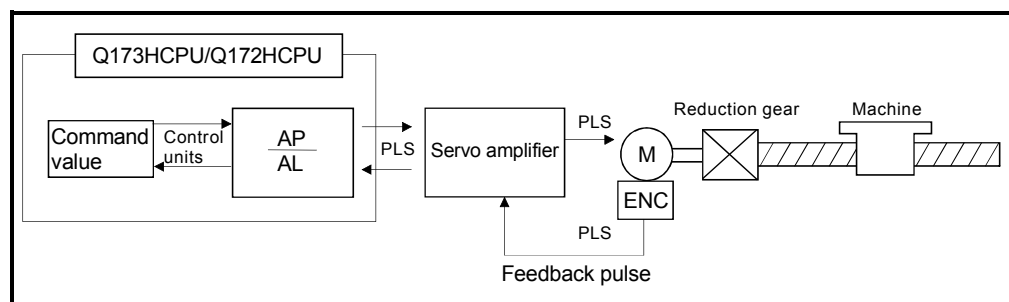 Q173HCPU/Q172HCPU
Command
value
Control
units
AP
AL
PLS
Servo amplifier
PLS
M
ENC
Reduction gear
Machine
PLS
Feedback pulse